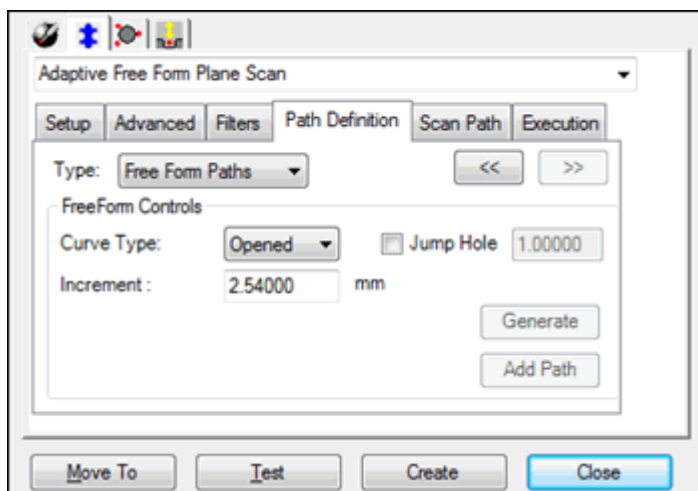 Adaptive Free Form Plane Scan
Setup Advanced Filters Path Definition Scan Path Execution
Type: Free Form Paths << >>
FreeForm Controls
Curve Type: Opened Jump Hole 1.00000
Increment : 2.54000 mm
Generate
Add Path
Move To Test Create Close